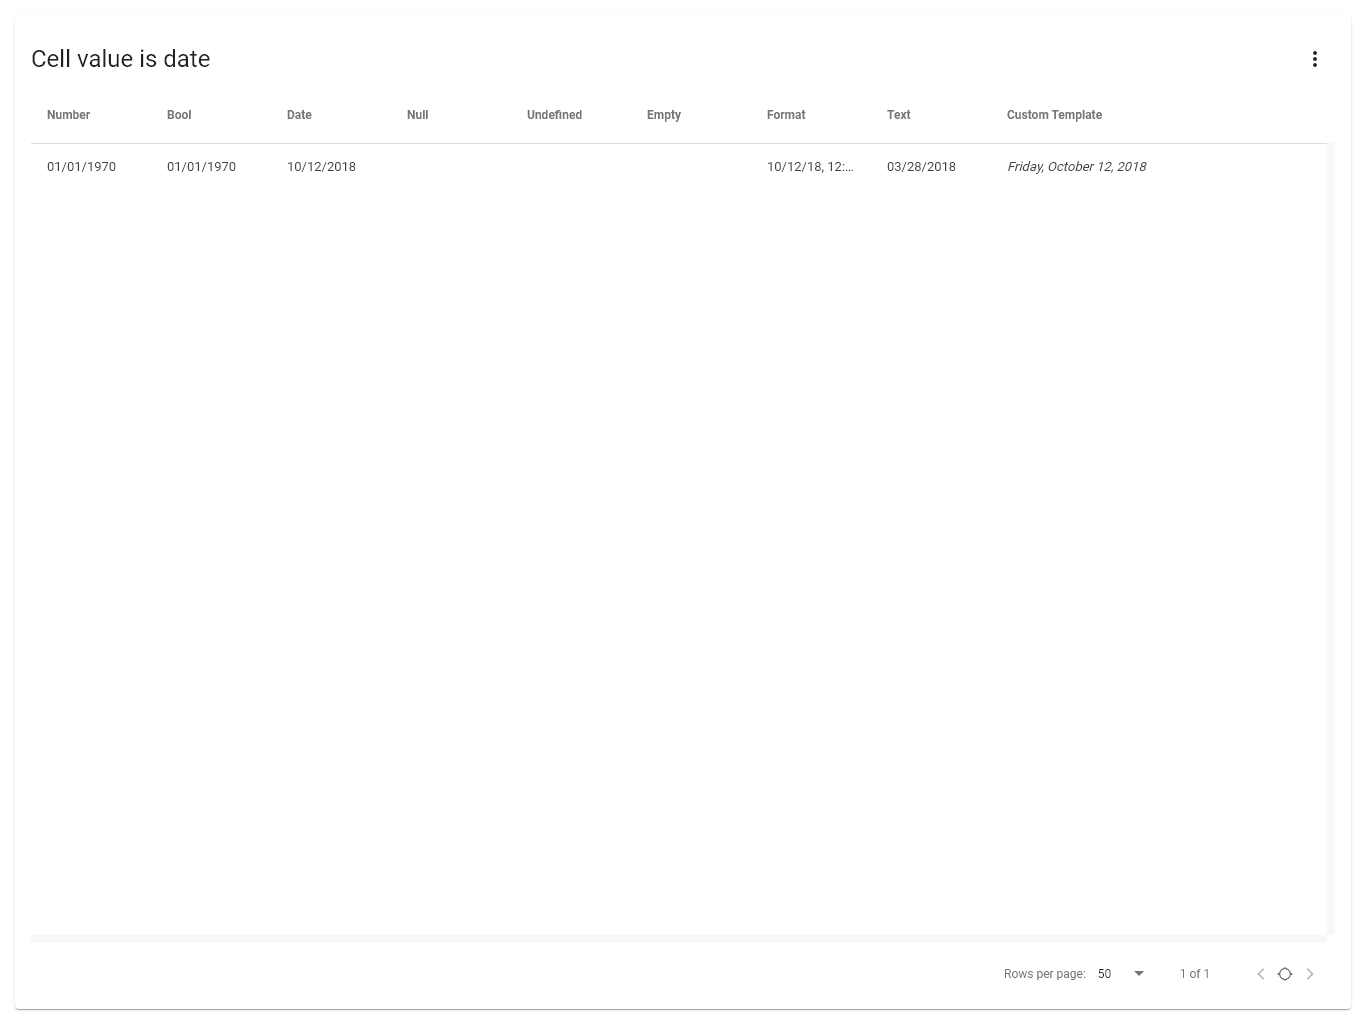 Cell value is date
Number Bool Date Null Undefined Empty Format Text Custom Template
01/01/1970 01/01/1970 10/12/2018 10/12/18, 12:... 03/28/2018 Friday, October 12, 2018
Rows per page: 50 1 of 1